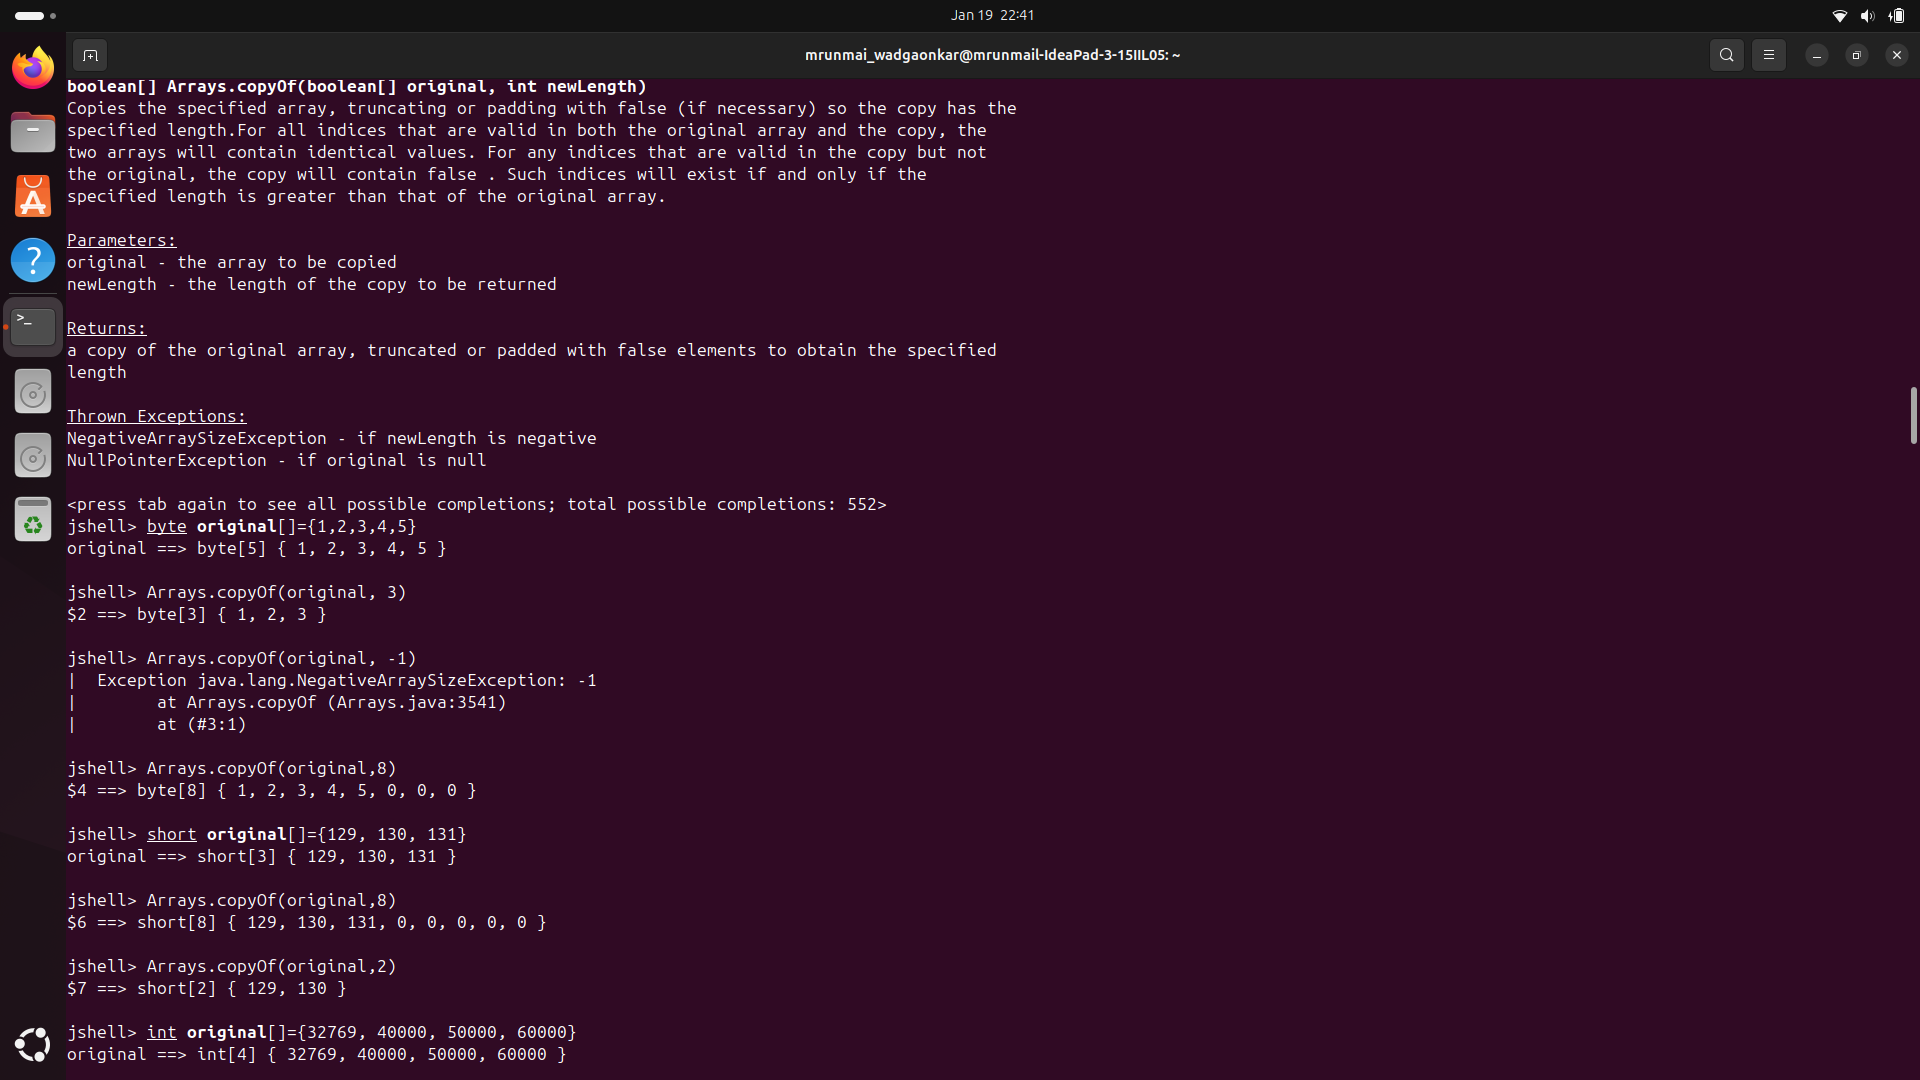 Jan 19 22:41
mrunmai_wadgaonkar@mrunmail-IdeaPad-3-15IIL05: ~
boolean[] Arrays.copyOf(boolean[] original, int newLength)
Copies the specified array, truncating or padding with false (if necessary) so the copy has the
specified length.For all indices that are valid in both the original array and the copy, the
two arrays will contain identical values. For any indices that are valid in the copy but not
the original, the copy will contain false . Such indices will exist if and only if the
specified length is greater than that of the original array.
Parameters:
original - the array to be copied
newLength - the length of the copy to be returned
Returns:
a copy of the original array, truncated or padded with false elements to obtain the specified
length
Thrown Exceptions:
NegativeArraySizeException - if newLength is negative
NullPointerException - if original is null
<press tab again to see all possible completions; total possible completions: 552>
jshell> byte original[]={1,2,3,4,5}
original ==> byte[5] { 1, 2, 3, 4, 5 }
jshell> Arrays.copyOf(original, 3)
$2 ==> byte[3] { 1, 2, 3 }
jshell> Arrays.copyOf(original, -1)
|  Exception java.lang.NegativeArraySizeException: -1
|        at Arrays.copyOf (Arrays.java:3541)
|        at (#3:1)
jshell> Arrays.copyOf(original,8)
$4 ==> byte[8] { 1, 2, 3, 4, 5, 0, 0, 0 }
jshell> short original[]={129, 130, 131}
original ==> short[3] { 129, 130, 131 }
jshell> Arrays.copyOf(original,8)
$6 ==> short[8] { 129, 130, 131, 0, 0, 0, 0, 0 }
jshell> Arrays.copyOf(original,2)
$7 ==> short[2] { 129, 130 }
jshell> int original[]={32769, 40000, 50000, 60000}
original ==> int[4] { 32769, 40000, 50000, 60000 }